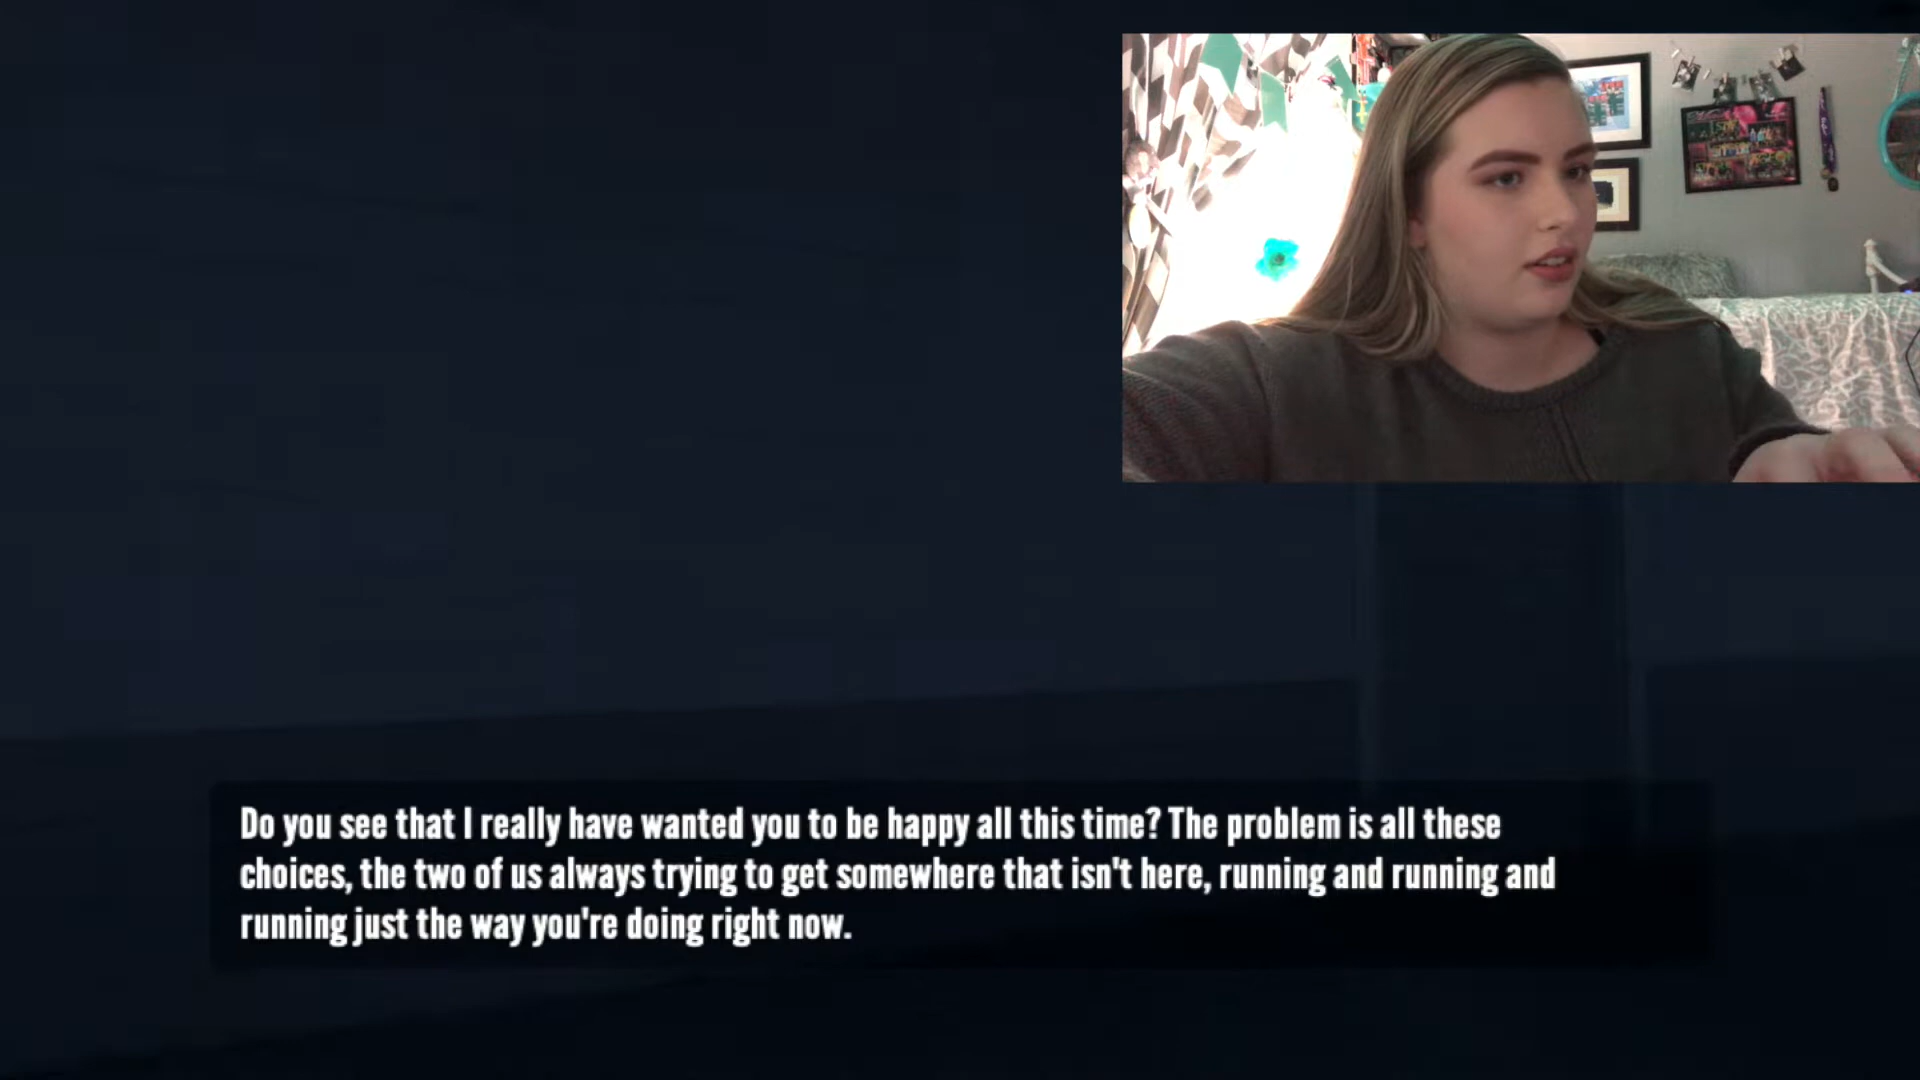 Do you see that I really have wanted you to be happy all this time? The problem is all these
choices, the two of us always trying to get somewhere that isn't here, running and running and
running just the way you're doing right now.